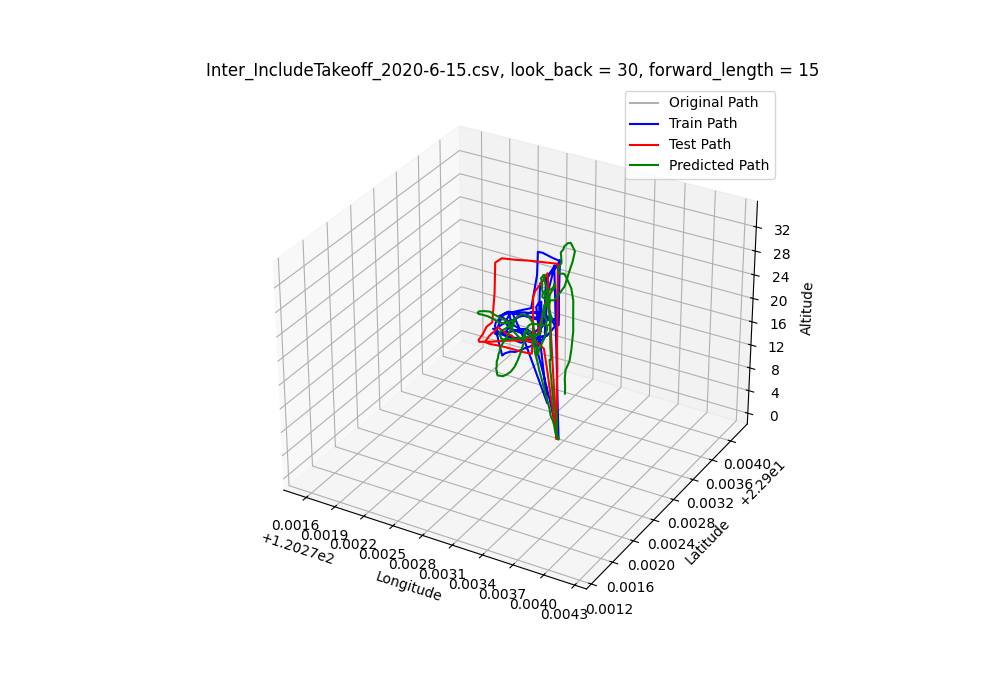 Inter_IncludeTakeoff_2020-6-15.csv, look_back = 30, forward_length = 15
Original Path
Train Path
Test Path
Predicted Path
32
28
24
20
16
12
8
4
0
Altitude
0.0040
0.0036
0.0032
0.0028
0.0024
0.0020
0.0016
0.0012
+2.29e1
Latitude
0.0016
0.0019
0.0022
0.0025
0.0028
0.0031
0.0034
0.0037
0.0040
0.0043
+1.2027e2
Longitude